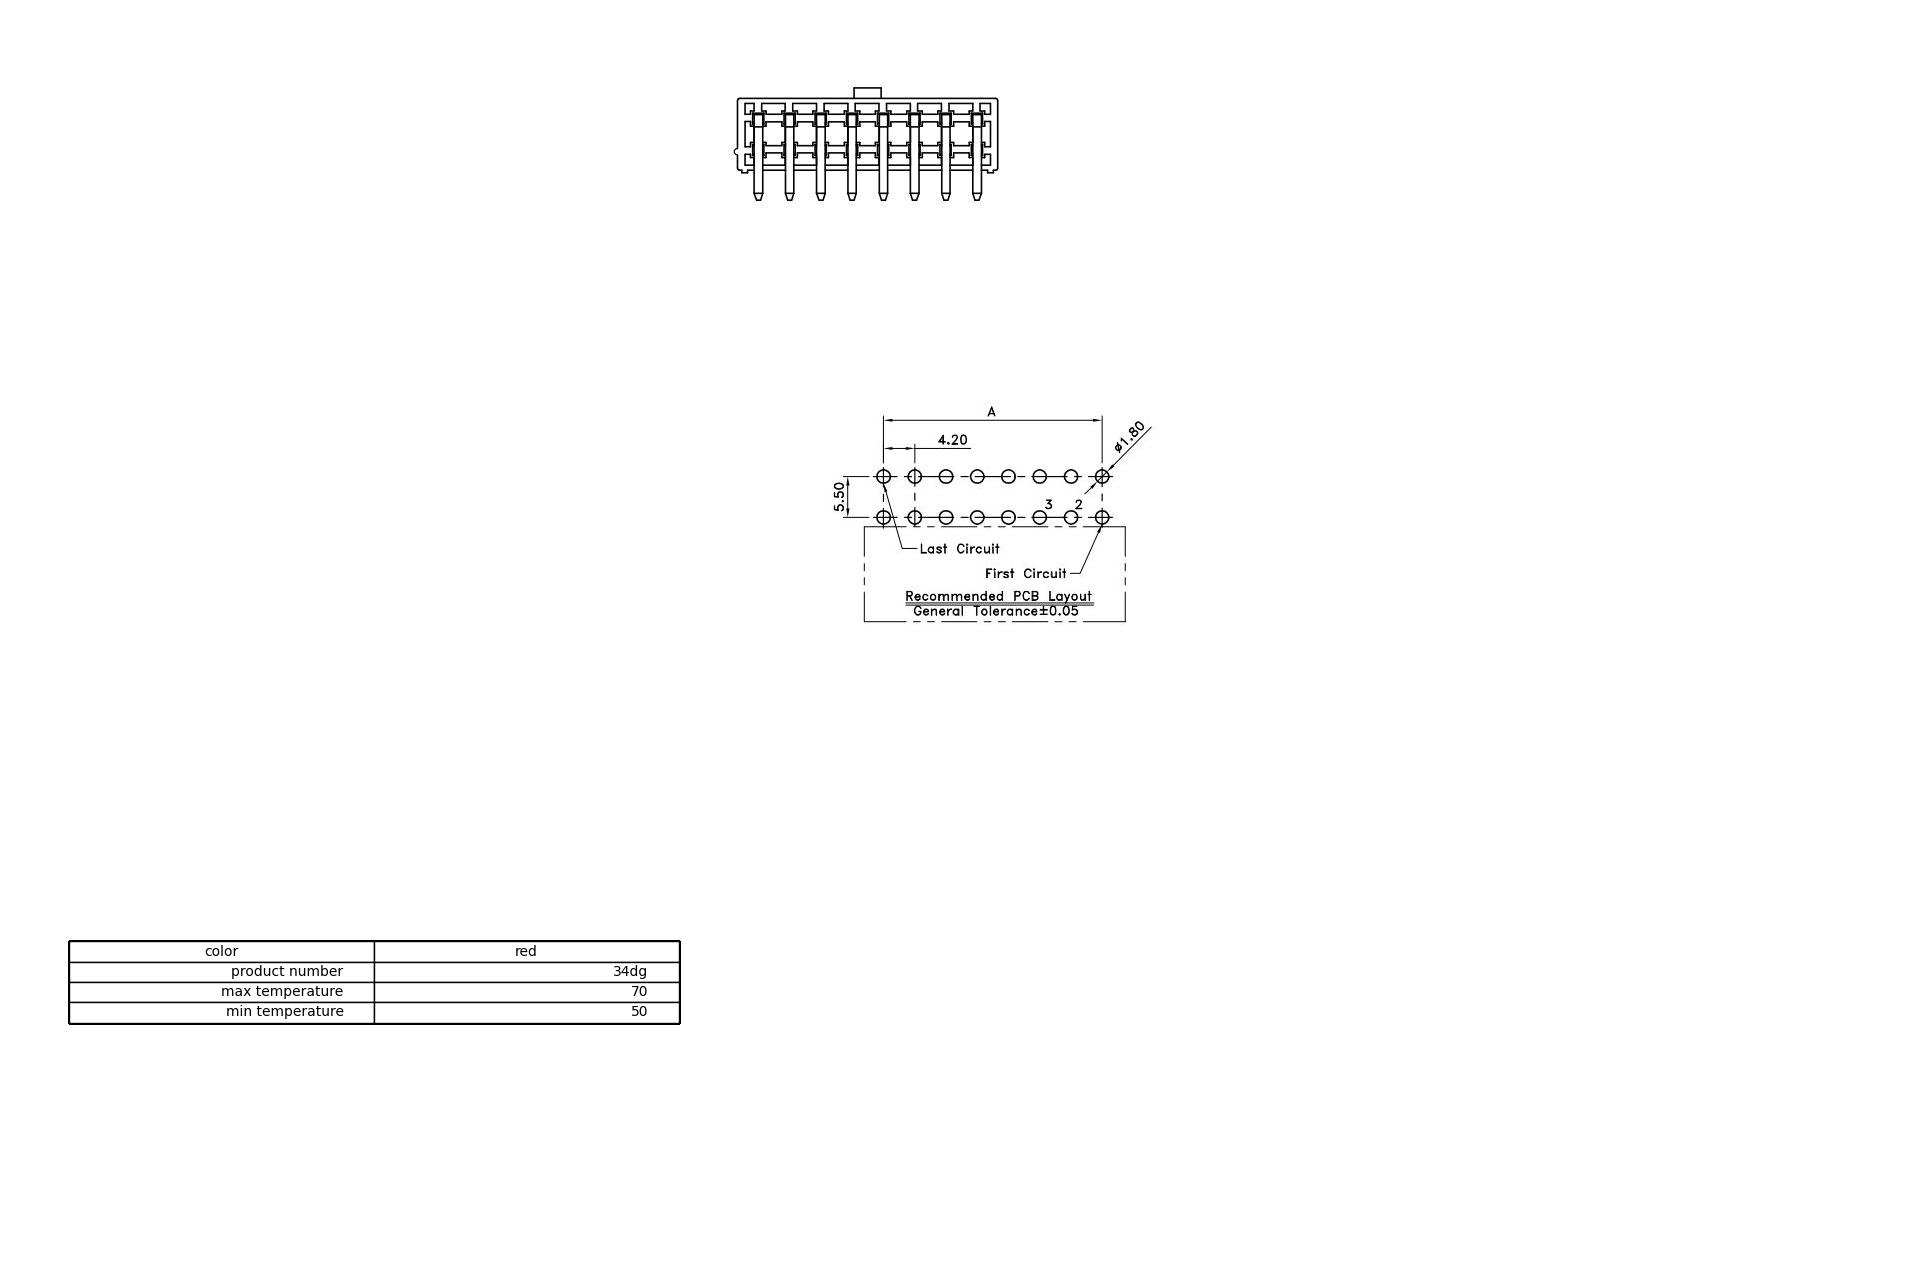 A
4.20
ø1.80
5.50
3 2
Last Circuit
First Circuit
Recommended PCB Layout
General Tolerance±0.05
color red
product number 34dg
max temperature 70
min temperature 50